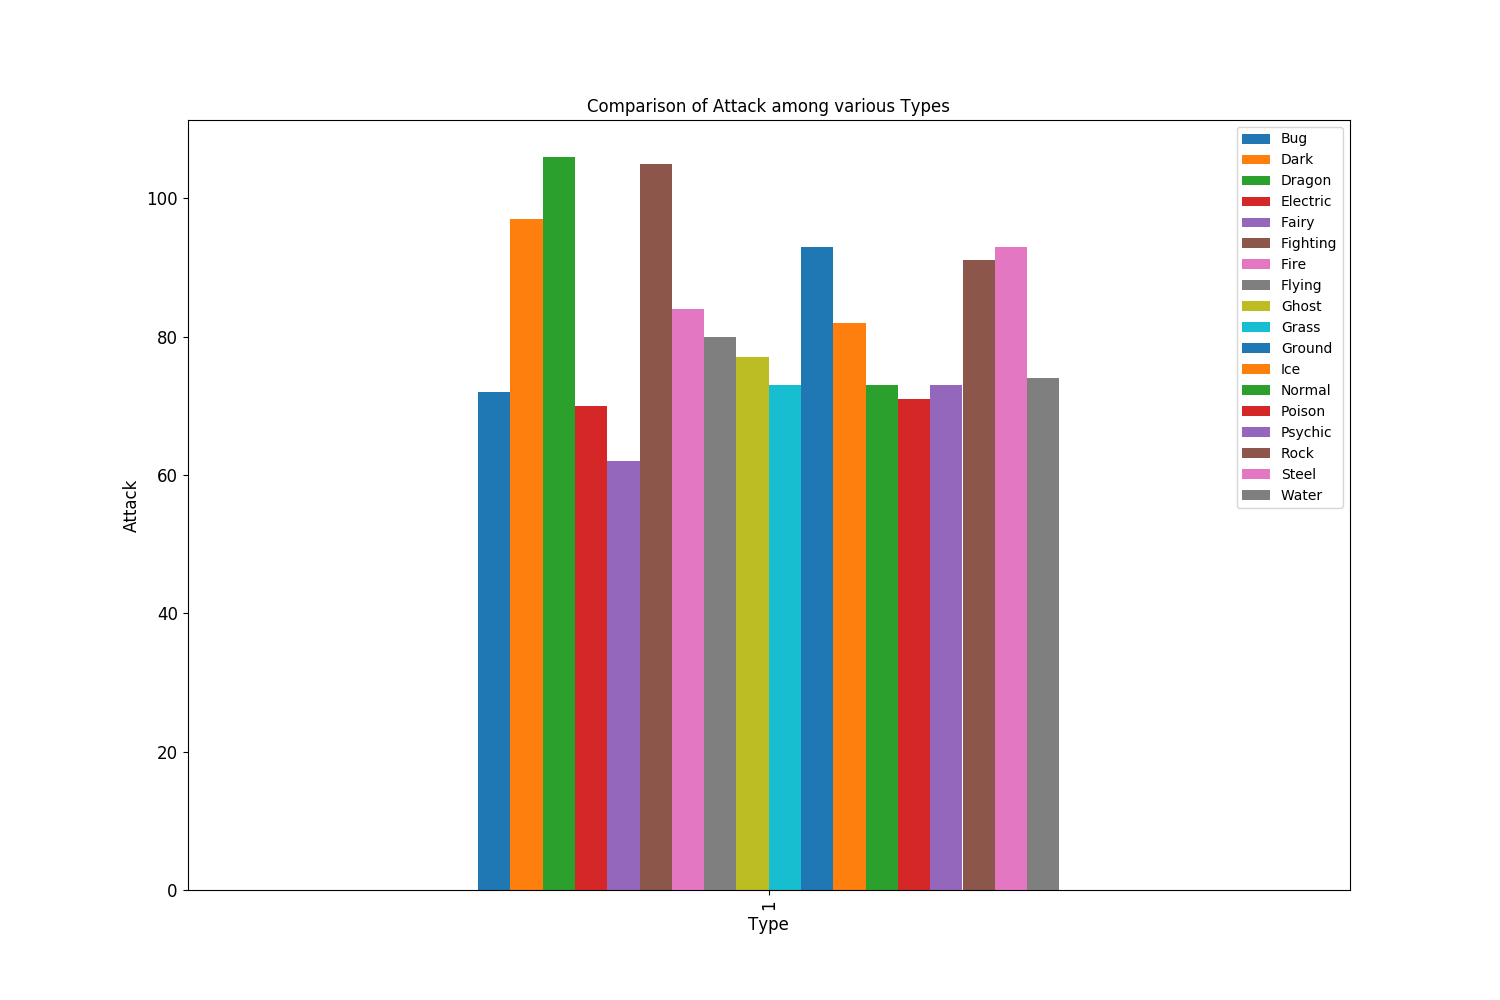 Comparison of Attack among various Types
Bug
Dark
Dragon
Electric
Fairy
Fighting
Fire
Flying
Ghost
Grass
Ground
Ice
Normal
Poison
Psychic
Rock
Steel
Water
100
80
60
40
20
0
Attack
1
Type